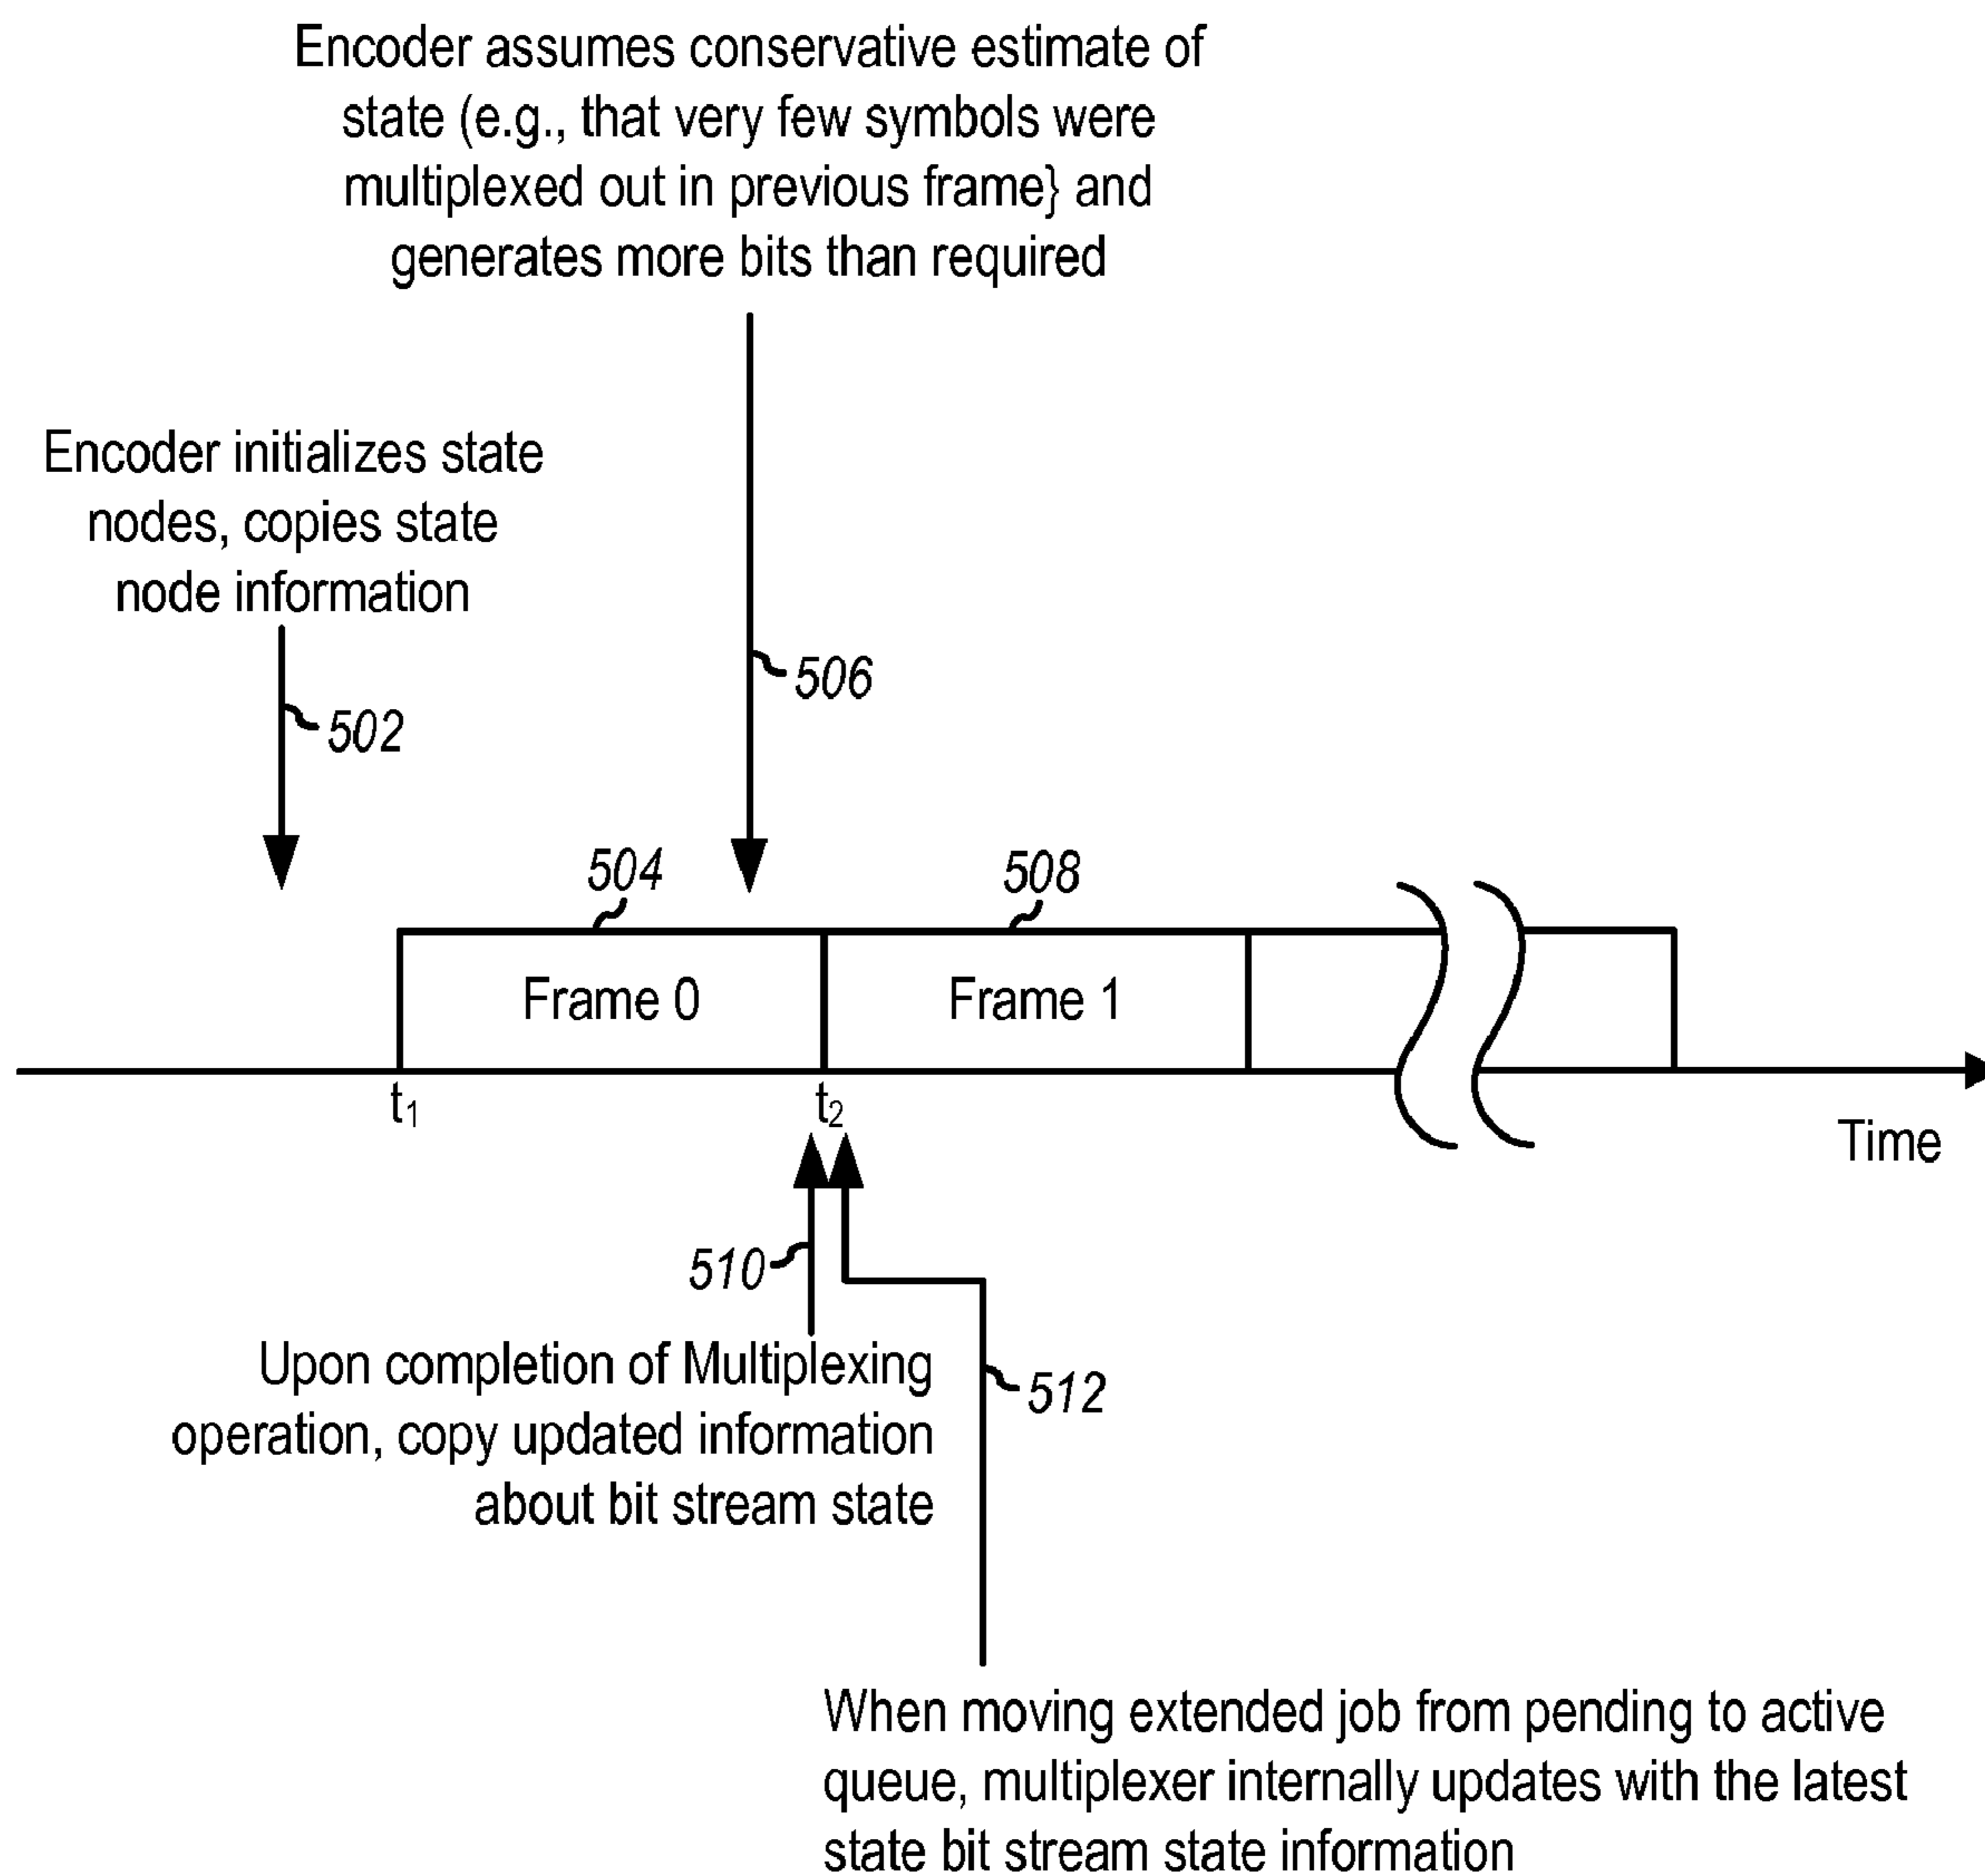 Encoder assumes conservative estimate of
state (e.g., that very few symbols were
multiplexed out in previous frame} and
generates more bits than required
Encoder initializes state
nodes, copies state
node information
506
502
504
508
Frame 0
Frame 1
t₁
t₂
Time
510
Upon completion of Multiplexing
operation, copy updated information
about bit stream state
512
When moving extended job from pending to active
queue, multiplexer internally updates with the latest
state bit stream state information